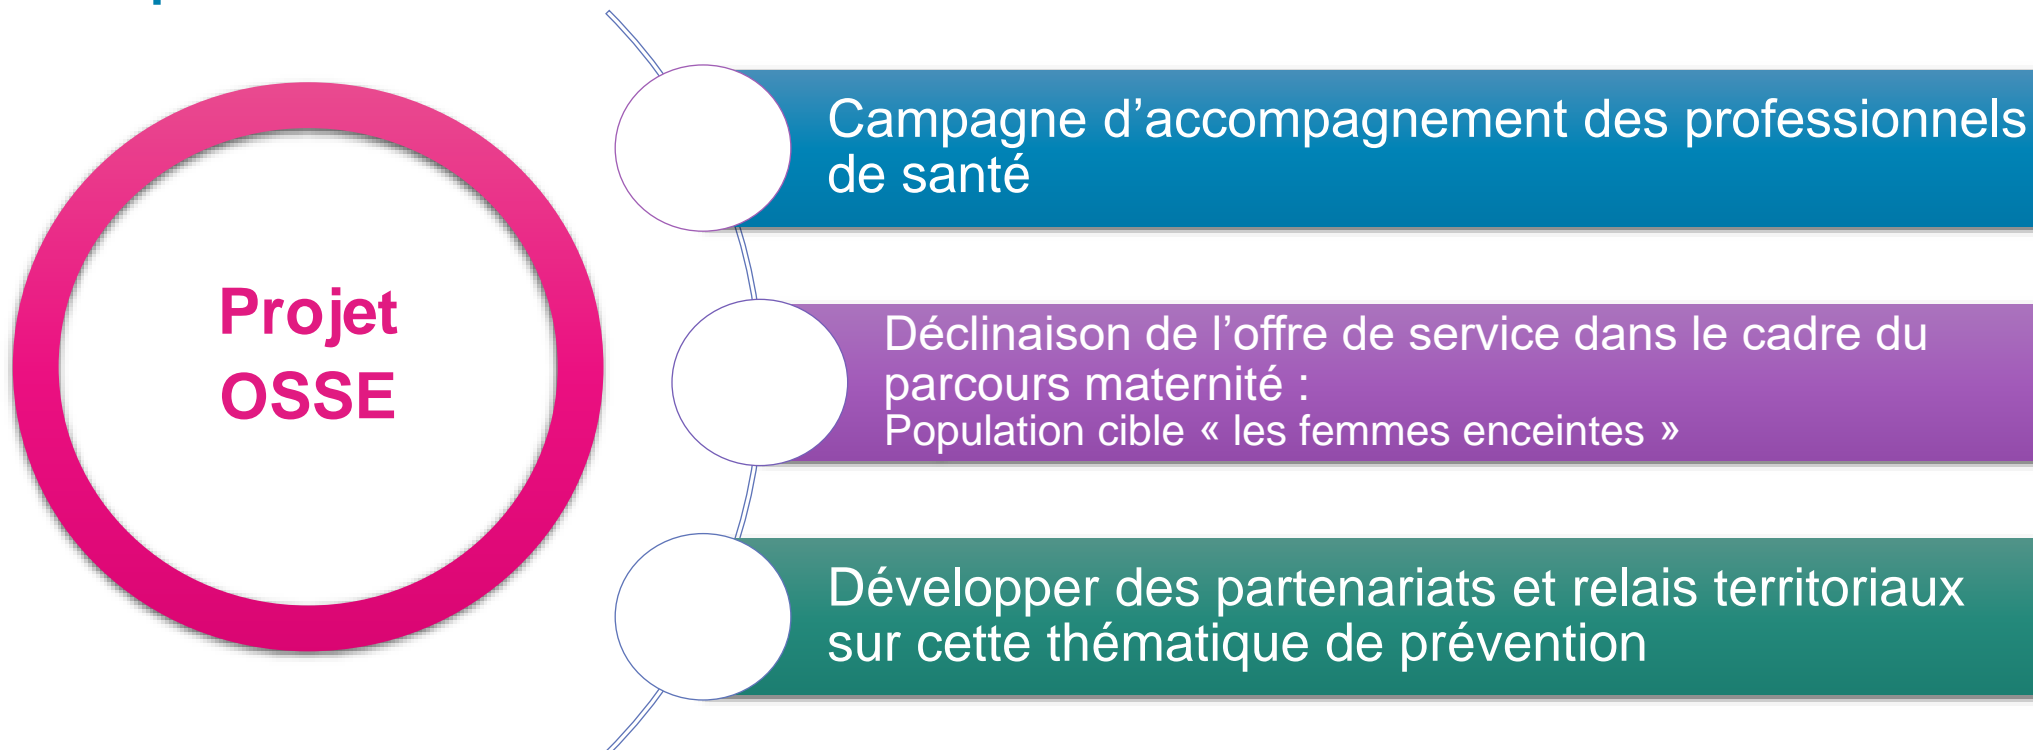 Projet
OSSE
Campagne d’accompagnement des professionnels
de santé
Déclinaison de l’offre de service dans le cadre du
parcours maternité :
Population cible « les femmes enceintes »
Développer des partenariats et relais territoriaux
sur cette thématique de prévention